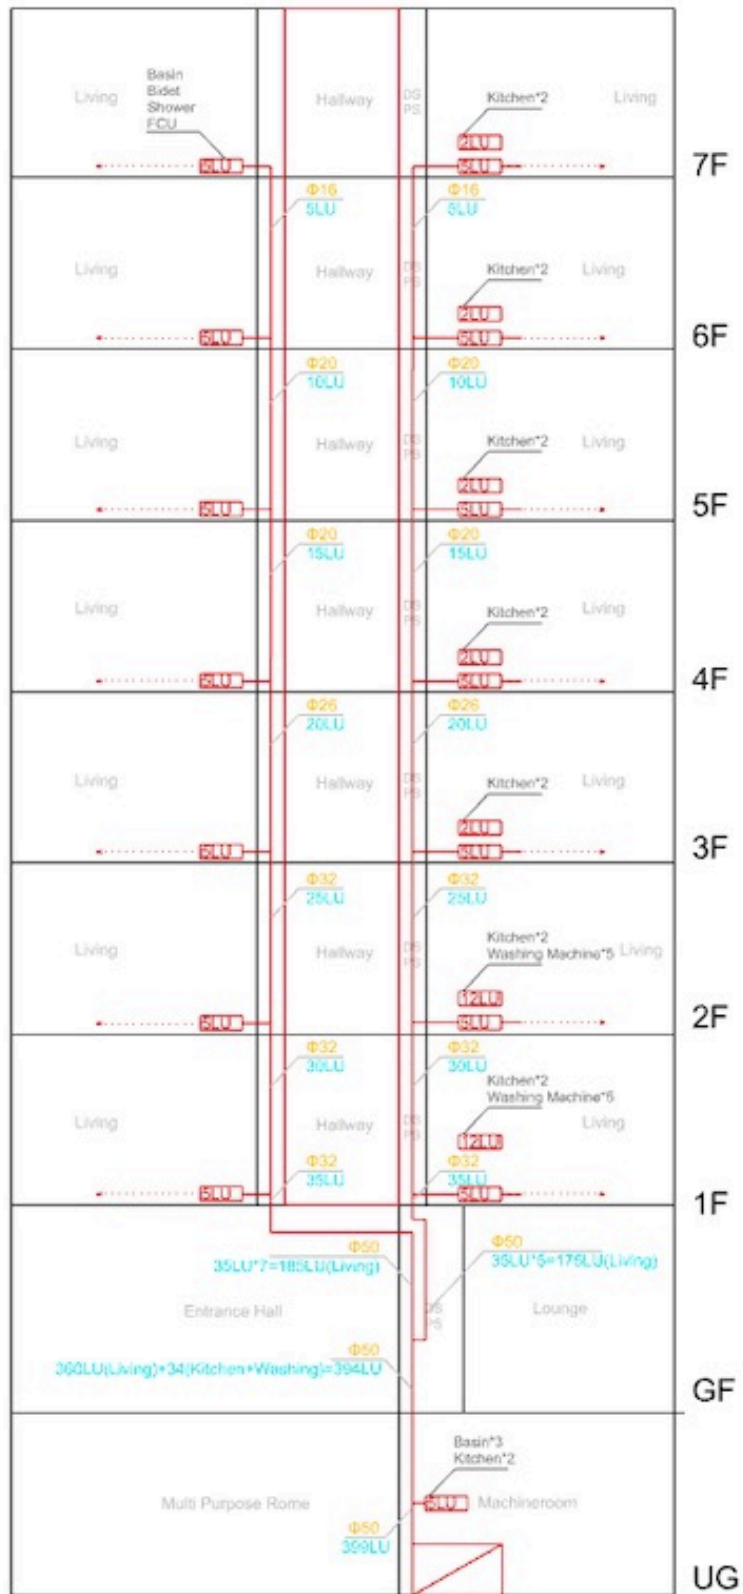 Basin
Bidet
Shower
FCU
Living
Hallway
DS
PS
Kitchen*2
Living
2LU
5LU
5LU
7F
Φ16
5LU
Φ16
5LU
Living
Hallway
DS
PS
Kitchen*2
Living
2LU
5LU
5LU
6F
Φ20
10LU
Φ20
10LU
Living
Hallway
DS
PS
Kitchen*2
Living
2LU
5LU
5LU
5F
Φ20
15LU
Φ20
15LU
Living
Hallway
DS
PS
Kitchen*2
Living
2LU
5LU
5LU
4F
Φ26
20LU
Φ26
20LU
Living
Hallway
DS
PS
Kitchen*2
Living
2LU
5LU
5LU
3F
Φ32
25LU
Φ32
25LU
Living
Hallway
DS
PS
Kitchen*2
Washing Machine*5
Living
12LU
5LU
5LU
2F
Φ32
30LU
Φ32
30LU
Living
Hallway
DS
PS
Kitchen*2
Washing Machine*5
Living
12LU
Φ32
35LU
Φ32
35LU
5LU
5LU
1F
Φ50
35LU*7=185LU(Living)
Φ50
35LU*5=175LU(Living)
Entrance Hall
DS
PS
Lounge
Φ50
360LU(Living)+34(Kitchen+Washing)=394LU
GF
Basin*3
Kitchen*2
Multi Purpose Rome
5LU
Machineroom
Φ50
399LU
UG